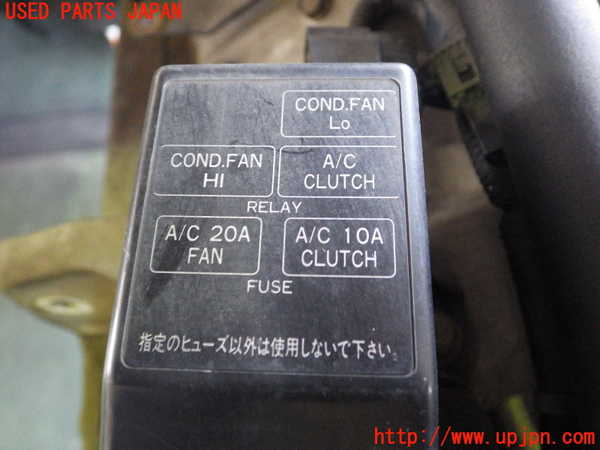 USED PARTS JAPAN
COND.FAN
Lo
COND.FAN
HI
A/C
CLUTCH
RELAY
A/C 20A
FAN
A/C 10A
CLUTCH
FUSE
指定のヒューズ以外は使用しないで下さい。
http://www.upjpn.com